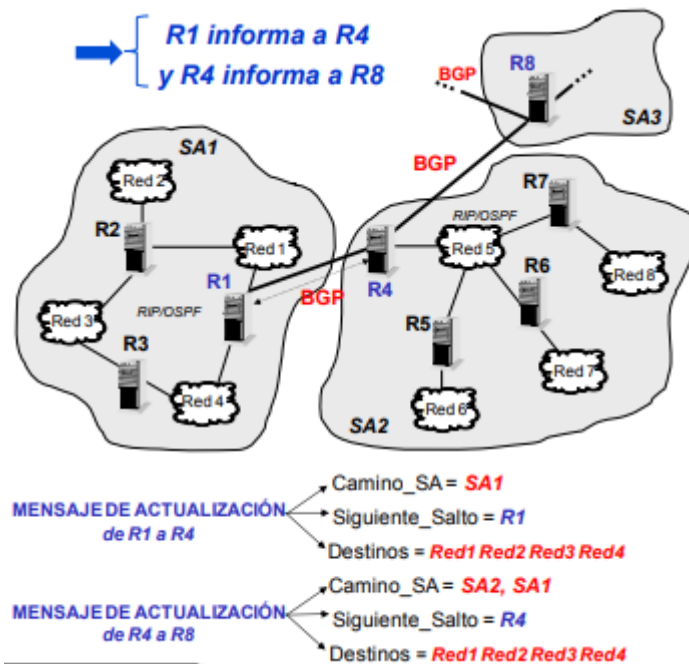 R1 informa a R4
y R4 informa a R8
BGP
R8
SA3
BGP
SA1
Red 2
R2
Red 1
R1
BGP
RIP/OSPF
Red 3
R3
Red 4
R7
RIP/OSPF
Red 5
R4
Red 8
R6
R5
Red 7
Red 6
SA2
MENSAJE DE ACTUALIZACIÓN
de R1 a R4
Camino_SA = SA1
Siguiente_Salto = R1
Destinos = Red1 Red2 Red3 Red4
MENSAJE DE ACTUALIZACIÓN
de R4 a R8
Camino_SA = SA2, SA1
Siguiente_Salto = R4
Destinos = Red1 Red2 Red3 Red4